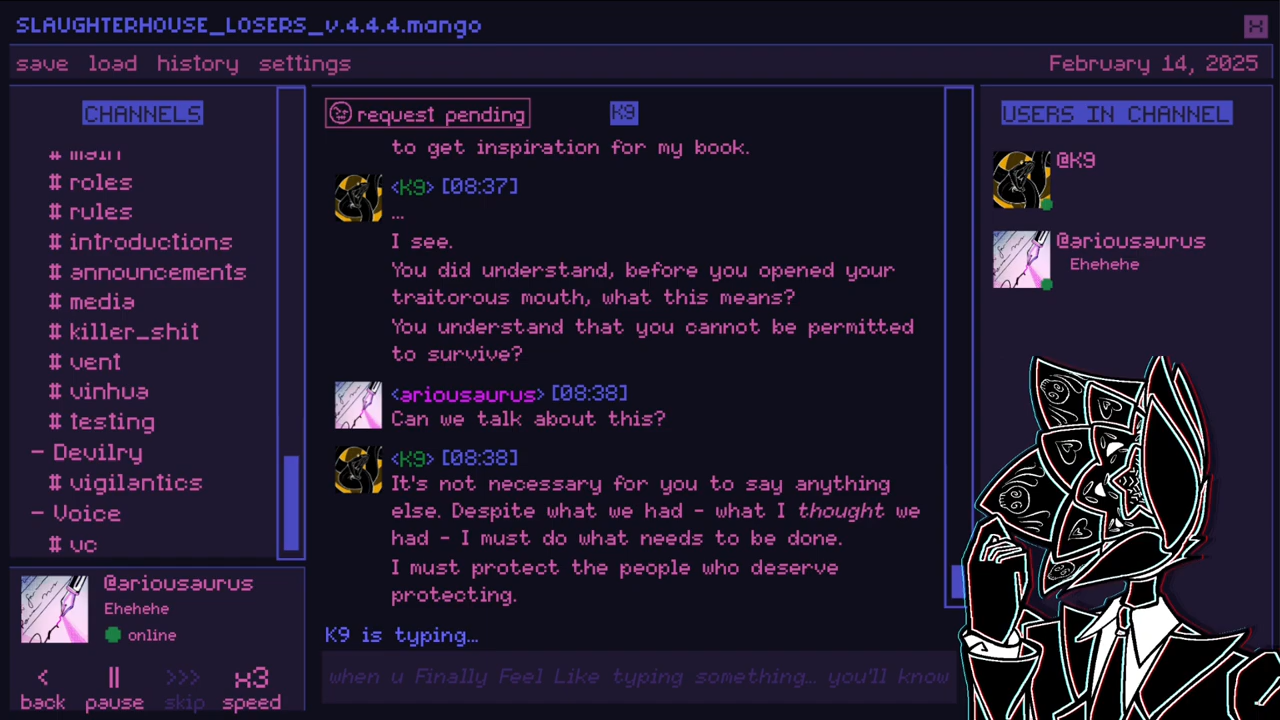 SLAUGHTERHOUSE_LOSERS_v.4.4.4.mango
X
save load history settings
February 14, 2025
CHANNELS
# main
# roles
# rules
# introductions
# announcements
# media
# killer_shit
# vent
# vinhua
# testing
– Devilry
# vigilantics
– Voice
# vc
@ariousaurus
Ehehehe
online
< back
|| pause
>>> skip
x3 speed
request pending
K9
to get inspiration for my book.
<K9> [08:37]
...
I see.
You did understand, before you opened your
traitorous mouth, what this means?
You understand that you cannot be permitted
to survive?
<ariousaurus> [08:38]
Can we talk about this?
<K9> [08:38]
It's not necessary for you to say anything
else. Despite what we had – what I thought we
had – I must do what needs to be done.
I must protect the people who deserve
protecting.
K9 is typing...
when u Finally Feel Like typing something... you'll know
USERS IN CHANNEL
@K9
@ariousaurus
Ehehehe